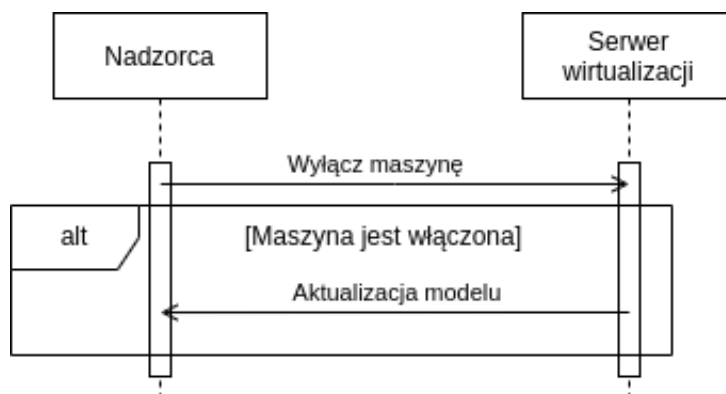 Nadzorca
Serwer
wirtualizacji
Wyłącz maszynę
alt
[Maszyna jest włączona]
Aktualizacja modelu